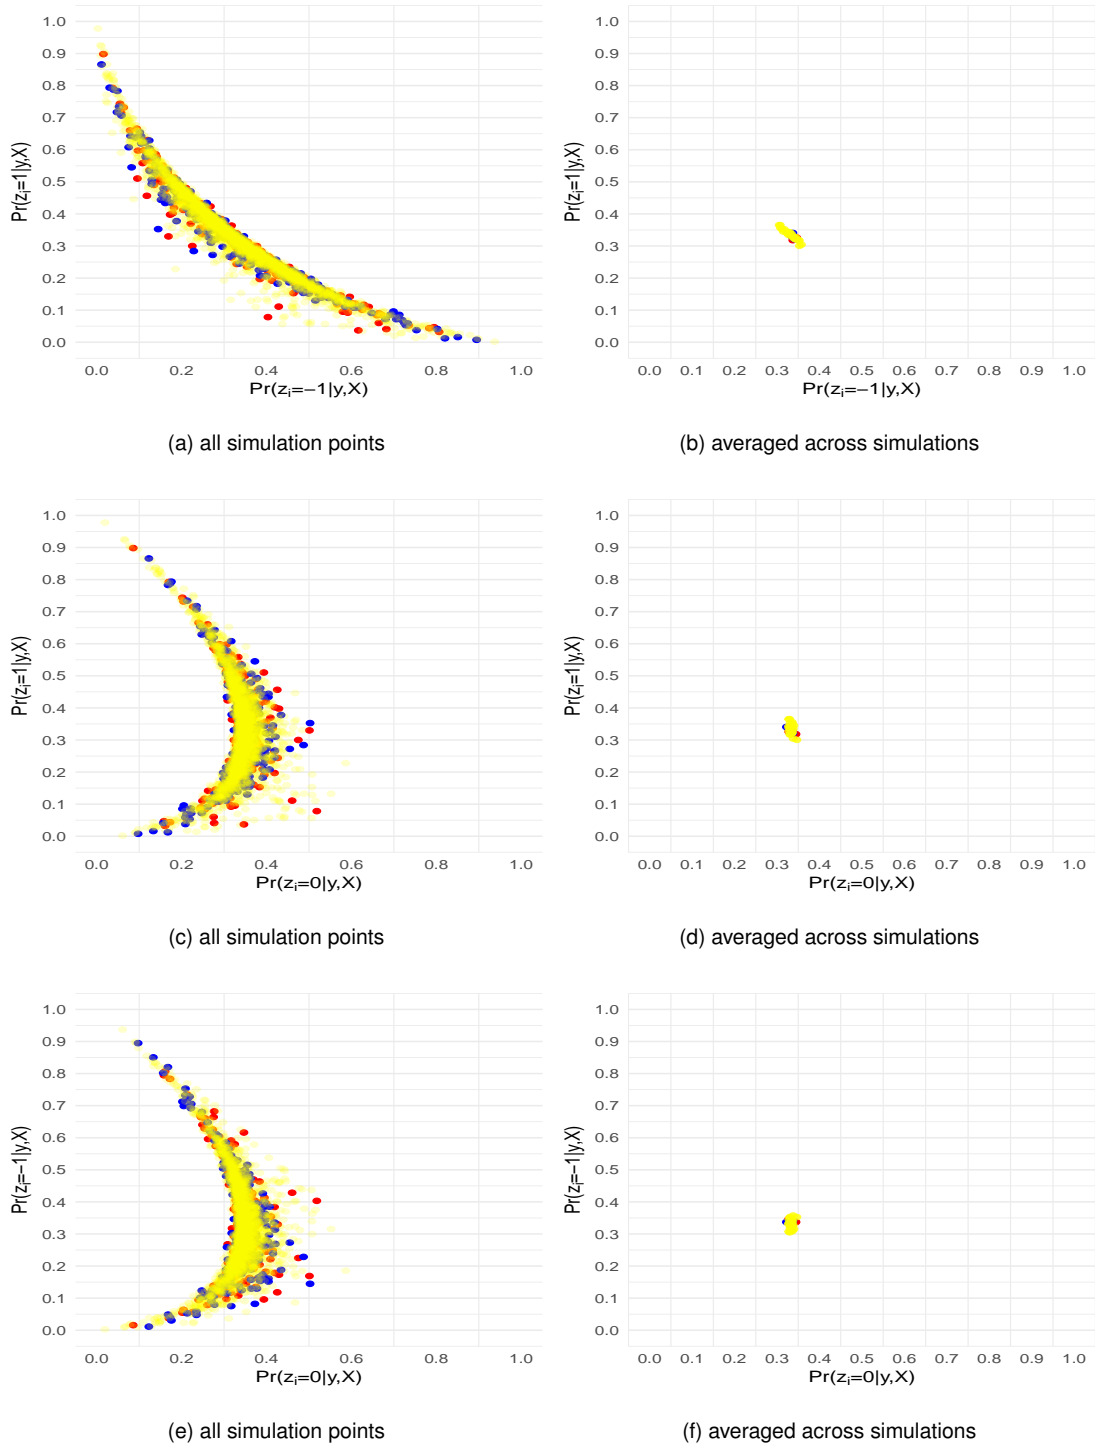 1.0
0.9
0.8
0.7
0.6
0.5
0.4
0.3
0.2
0.1
0.0
Pr(zᵢ=1|y,X)
0.0 0.2 0.4 0.6 0.8 1.0
Pr(zᵢ=−1|y,X)
(a) all simulation points
1.0
0.9
0.8
0.7
0.6
0.5
0.4
0.3
0.2
0.1
0.0
Pr(zᵢ=1|y,X)
0.0 0.1 0.2 0.3 0.4 0.5 0.6 0.7 0.8 0.9 1.0
Pr(zᵢ=−1|y,X)
(b) averaged across simulations
1.0
0.9
0.8
0.7
0.6
0.5
0.4
0.3
0.2
0.1
0.0
Pr(zᵢ=1|y,X)
0.0 0.2 0.4 0.6 0.8 1.0
Pr(zᵢ=0|y,X)
(c) all simulation points
1.0
0.9
0.8
0.7
0.6
0.5
0.4
0.3
0.2
0.1
0.0
Pr(zᵢ=1|y,X)
0.0 0.1 0.2 0.3 0.4 0.5 0.6 0.7 0.8 0.9 1.0
Pr(zᵢ=0|y,X)
(d) averaged across simulations
1.0
0.9
0.8
0.7
0.6
0.5
0.4
0.3
0.2
0.1
0.0
Pr(zᵢ=−1|y,X)
0.0 0.2 0.4 0.6 0.8 1.0
Pr(zᵢ=0|y,X)
(e) all simulation points
1.0
0.9
0.8
0.7
0.6
0.5
0.4
0.3
0.2
0.1
0.0
Pr(zᵢ=−1|y,X)
0.0 0.1 0.2 0.3 0.4 0.5 0.6 0.7 0.8 0.9 1.0
Pr(zᵢ=0|y,X)
(f) averaged across simulations